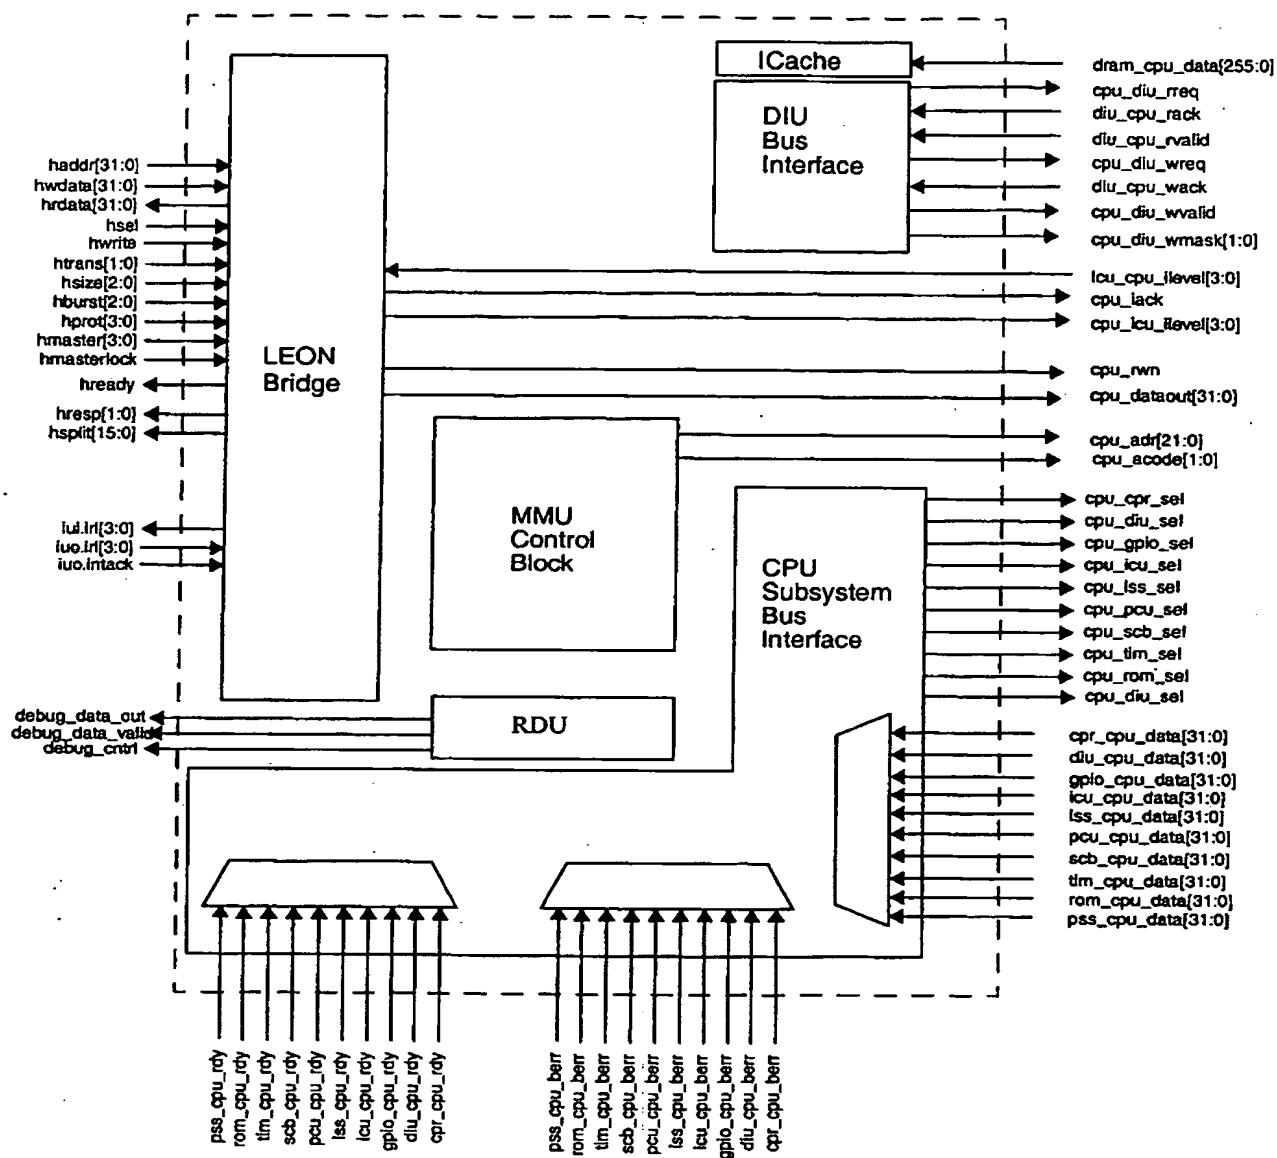 ICache
dram_cpu_data[255:0]
DIU
Bus
Interface
cpu_diu_rreq
diu_cpu_rack
diu_cpu_rvalid
cpu_diu_wreq
diu_cpu_wack
cpu_diu_wvalid
cpu_diu_wmask[1:0]
haddr[31:0]
hwdata[31:0]
hrdata[31:0]
hsel
hwrite
htrans[1:0]
hsize[2:0]
hburst[2:0]
hprot[3:0]
hmaster[3:0]
hmasterlock
hready
hresp[1:0]
hsplit[15:0]
LEON
Bridge
icu_cpu_ilevel[3:0]
cpu_iack
cpu_icu_ilevel[3:0]
cpu_rwn
cpu_dataout[31:0]
cpu_adr[21:0]
cpu_acode[1:0]
iui.irl[3:0]
iuo.irl[3:0]
iuo.intack
MMU
Control
Block
CPU
Subsystem
Bus
Interface
cpu_cpr_sel
cpu_diu_sel
cpu_gpio_sel
cpu_icu_sel
cpu_lss_sel
cpu_pcu_sel
cpu_scb_sel
cpu_tim_sel
cpu_rom_sel
cpu_diu_sel
debug_data_out
debug_data_valid
debug_cntrl
RDU
cpr_cpu_data[31:0]
diu_cpu_data[31:0]
gpio_cpu_data[31:0]
icu_cpu_data[31:0]
lss_cpu_data[31:0]
pcu_cpu_data[31:0]
scb_cpu_data[31:0]
tim_cpu_data[31:0]
rom_cpu_data[31:0]
pss_cpu_data[31:0]
pss_cpu_rdy
rom_cpu_rdy
tim_cpu_rdy
scb_cpu_rdy
pcu_cpu_rdy
lss_cpu_rdy
icu_cpu_rdy
gpio_cpu_rdy
diu_cpu_rdy
cpr_cpu_rdy
pss_cpu_berr
rom_cpu_berr
tim_cpu_berr
scb_cpu_berr
pcu_cpu_berr
lss_cpu_berr
icu_cpu_berr
gpio_cpu_berr
diu_cpu_berr
cpr_cpu_berr